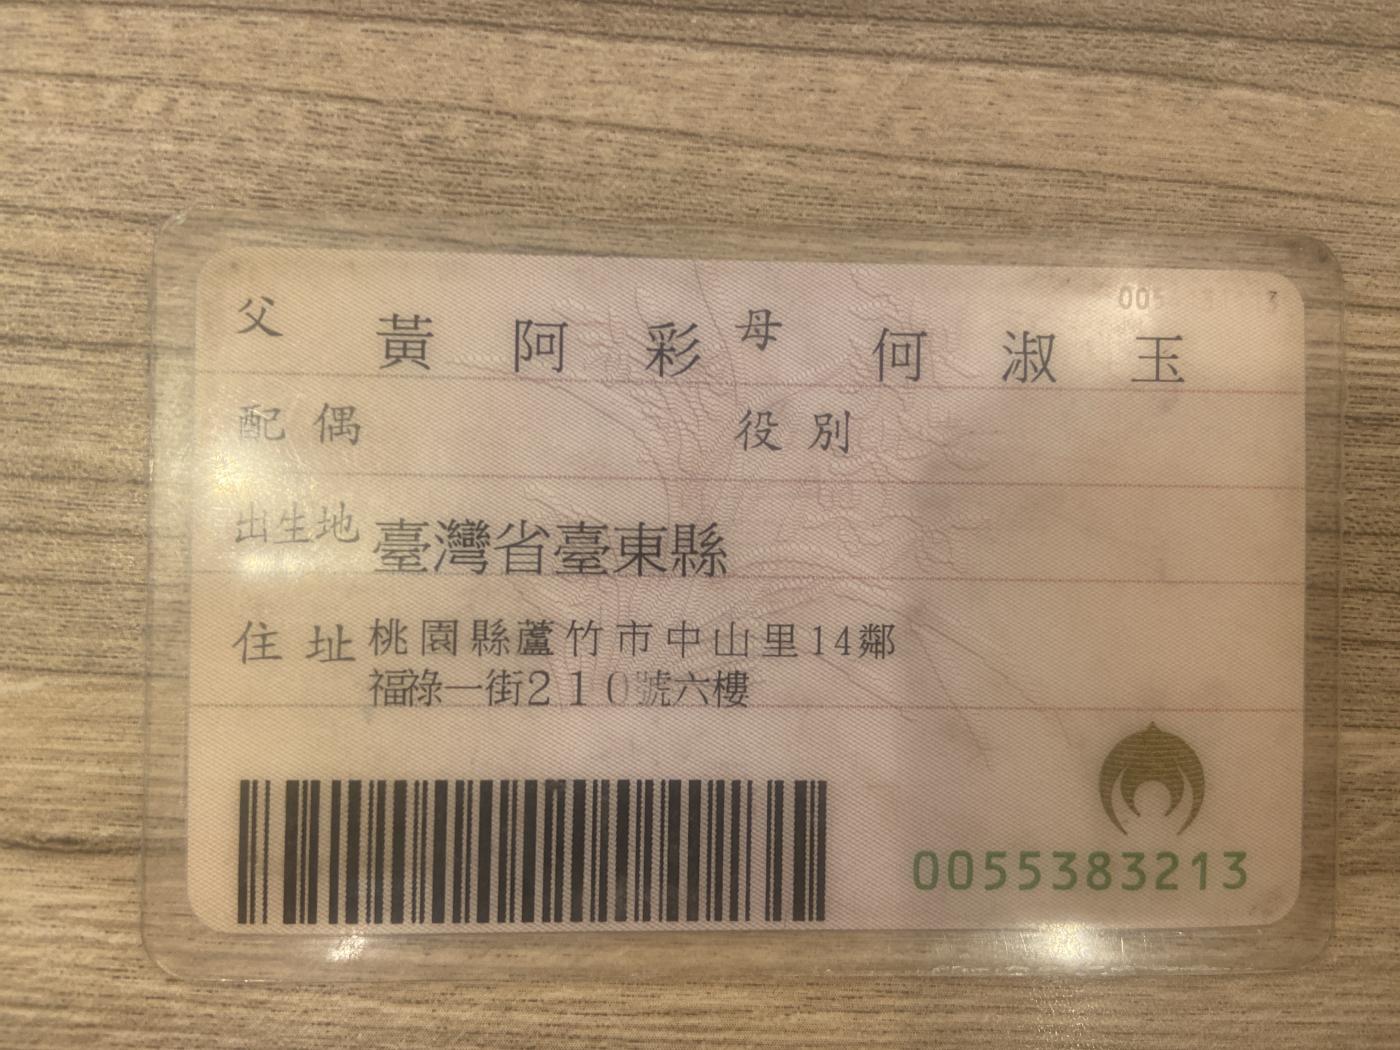 父 黃阿彩 母 何淑玉
配偶 役別
出生地 臺灣省臺東縣
住址 桃園縣蘆竹市中山里14鄰
福祿一街210號六樓
0055383213